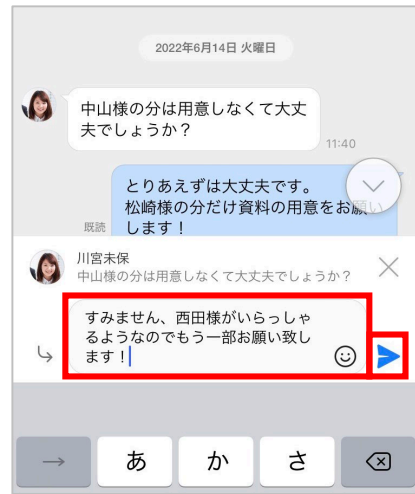 2022年6月14日 火曜日
中山様の分は用意しなくて大丈
夫でしょうか？
11:40
とりあえずは大丈夫です。
松崎様の分だけ資料の用意をお願い
既読
します！
川宮未保
中山様の分は用意しなくて大丈夫でしょうか？
すみません、西田様がいらっしゃ
るようなのでもう一部お願い致し
ます！
→
あ
か
さ